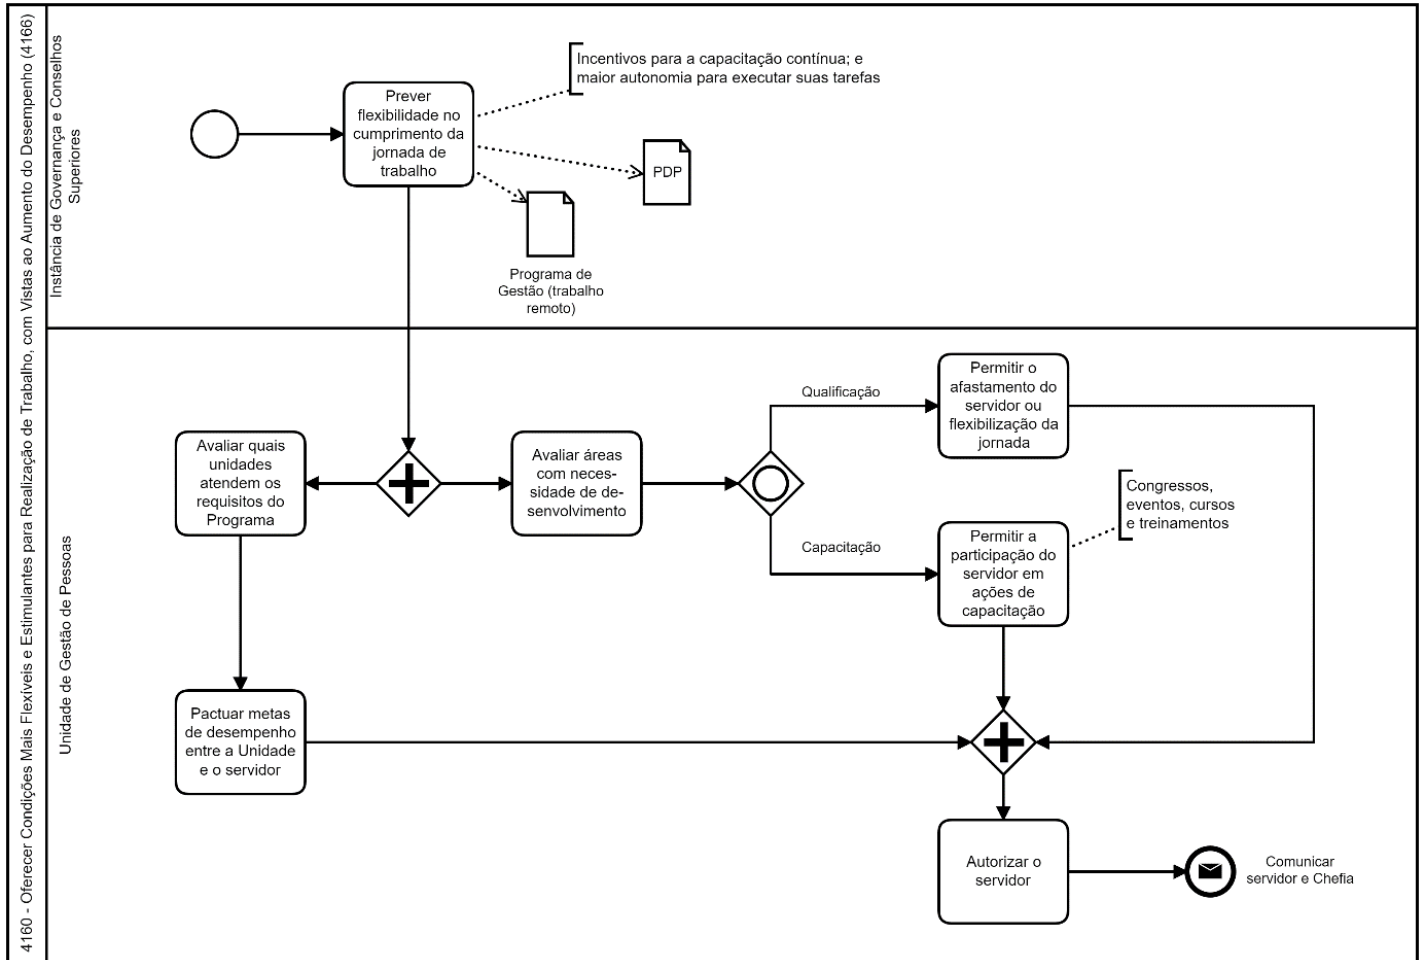 4160 - Oferecer Condições Mais Flexíveis e Estimulantes para Realização de Trabalho, com Vistas ao Aumento do Desempenho (4166)
Instância de Governança e Conselhos
Superiores
Incentivos para a capacitação contínua; e
maior autonomia para executar suas tarefas
Prever
flexibilidade no
cumprimento da
jornada de
trabalho
PDP
Programa de
Gestão (trabalho
remoto)
Unidade de Gestão de Pessoas
Permitir o
afastamento do
servidor ou
flexibilização da
jornada
Qualificação
Avaliar quais
unidades
atendem os
requisitos do
Programa
Avaliar áreas
com neces-
sidade de de-
senvolvimento
Congressos,
eventos, cursos
e treinamentos
Capacitação
Permitir a
participação do
servidor em
ações de
capacitação
Pactuar metas
de desempenho
entre a Unidade
e o servidor
Autorizar o
servidor
Comunicar
servidor e Chefia